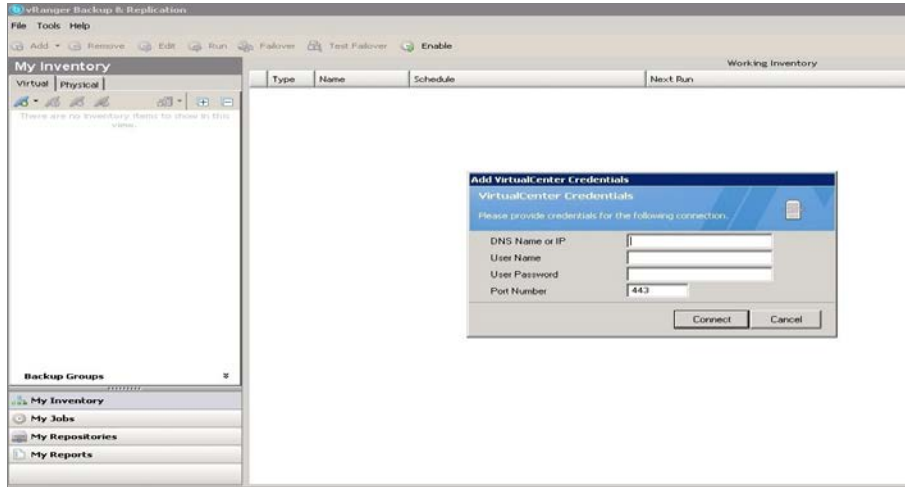 vRanger Backup & Replication
File Tools Help
Add Remove Edit Run Failover Test Failover Enable
My Inventory
Working Inventory
Virtual Physical
Type Name Schedule Next Run
There are no inventory items to show in this
view.
Add VirtualCenter Credentials
VirtualCenter Credentials
Please provide credentials for the following connection.
DNS Name or IP
User Name
User Password
Port Number 443
Connect Cancel
Backup Groups
My Inventory
My Jobs
My Repositories
My Reports